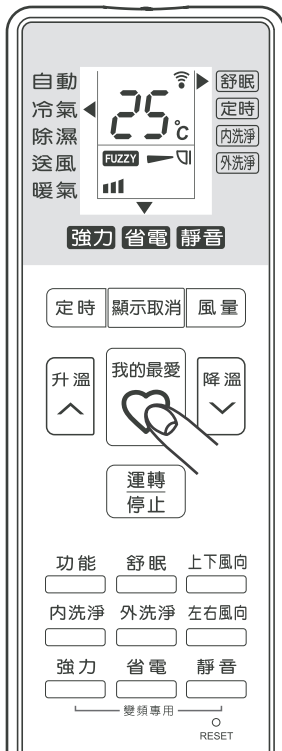 自動 舒眠
冷氣 25℃ 定時
除濕 內洗淨
送風 FUZZY 外洗淨
暖氣
強力 省電 靜音
定時 顯示取消 風量
升溫 我的最愛 降溫
運轉
停止
功能 舒眠 上下風向
內洗淨 外洗淨 左右風向
強力 省電 靜音
變頻專用
RESET